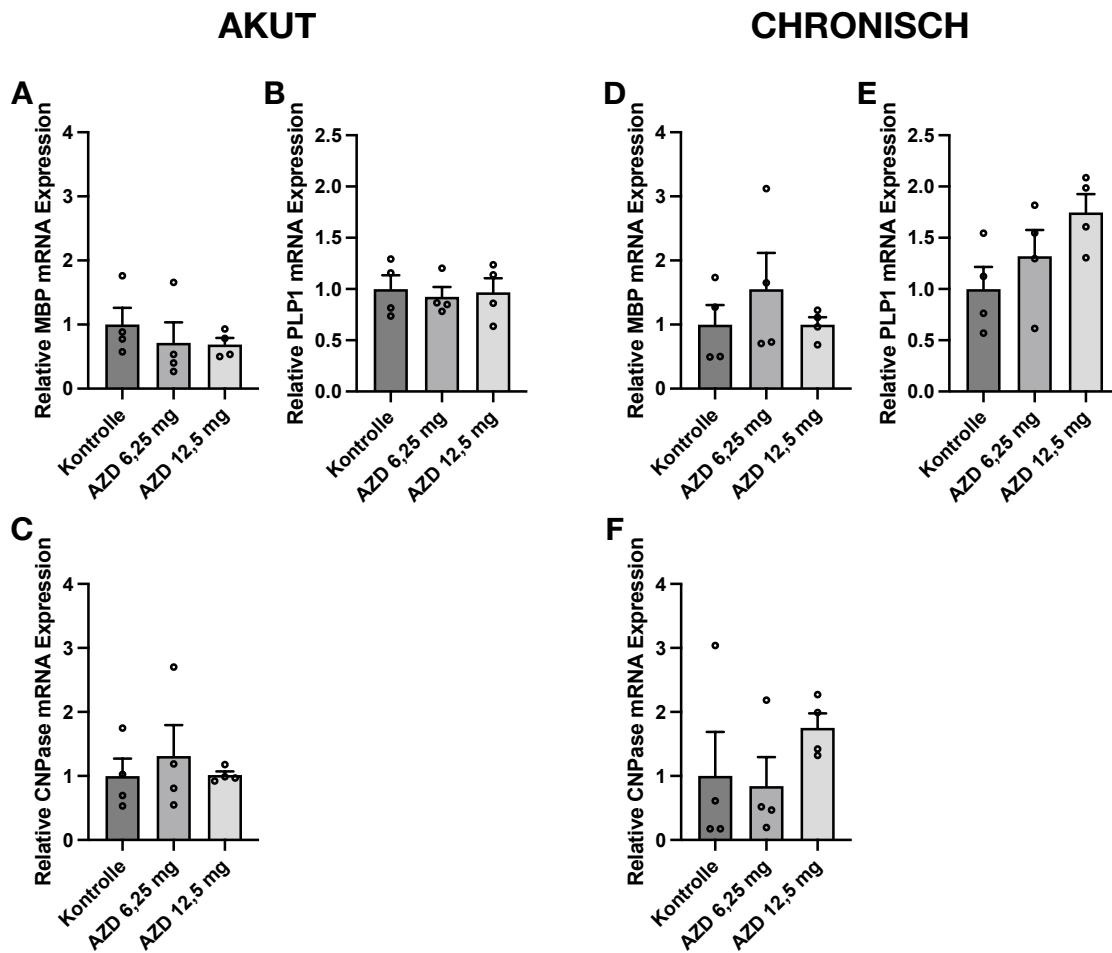 AKUT
CHRONISCH
A
Relative MBP mRNA Expression
4
3
2
1
0
Kontrolle
AZD 6,25 mg
AZD 12,5 mg
B
Relative PLP1 mRNA Expression
2.5
2.0
1.5
1.0
0.5
0.0
Kontrolle
AZD 6,25 mg
AZD 12,5 mg
D
Relative MBP mRNA Expression
4
3
2
1
0
Kontrolle
AZD 6,25 mg
AZD 12,5 mg
E
Relative PLP1 mRNA Expression
2.5
2.0
1.5
1.0
0.5
0.0
Kontrolle
AZD 6,25 mg
AZD 12,5 mg
C
Relative CNPase mRNA Expression
4
3
2
1
0
Kontrolle
AZD 6,25 mg
AZD 12,5 mg
F
Relative CNPase mRNA Expression
4
3
2
1
0
Kontrolle
AZD 6,25 mg
AZD 12,5 mg